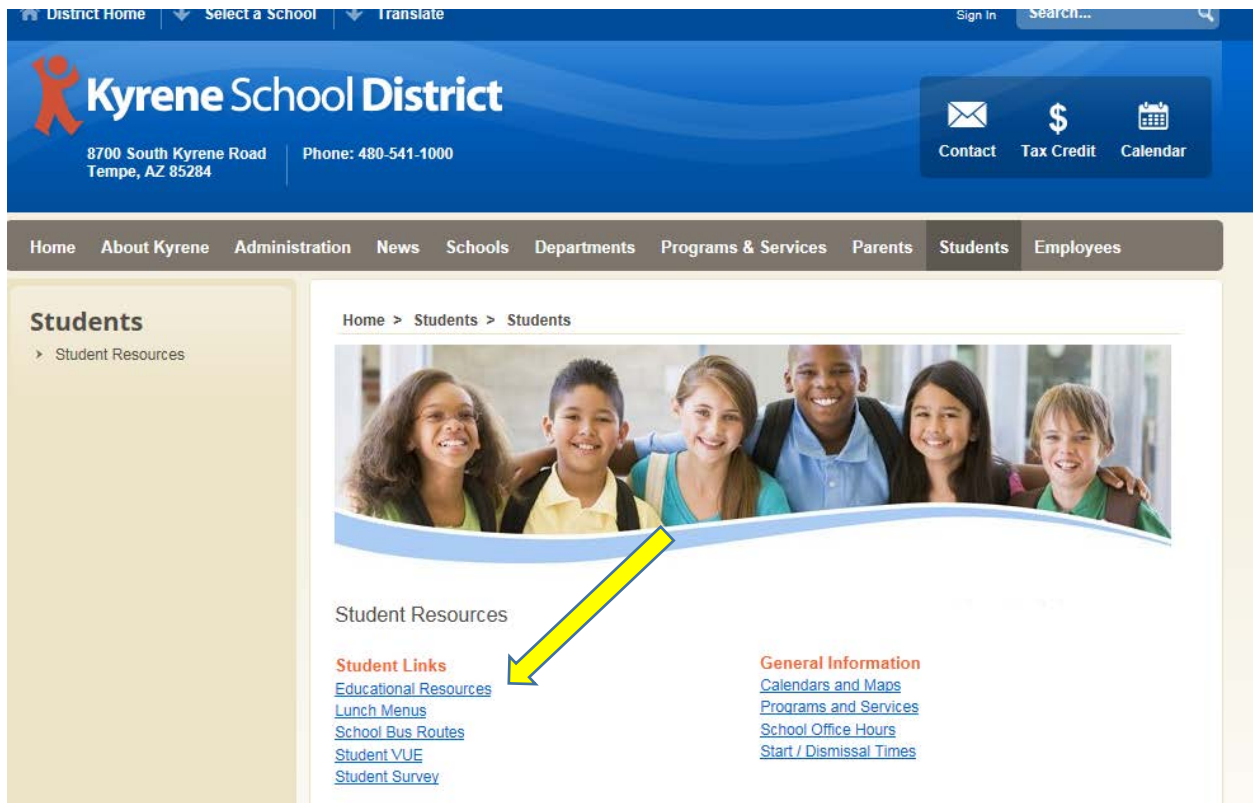 District Home Select a School Translate Sign In Search...
Kyrene School District
8700 South Kyrene Road Phone: 480-541-1000
Tempe, AZ 85284
Contact Tax Credit Calendar
Home About Kyrene Administration News Schools Departments Programs & Services Parents Students Employees
Students
Student Resources
Home > Students > Students
Student Resources
Student Links
Educational Resources
Lunch Menus
School Bus Routes
Student VUE
Student Survey
General Information
Calendars and Maps
Programs and Services
School Office Hours
Start / Dismissal Times